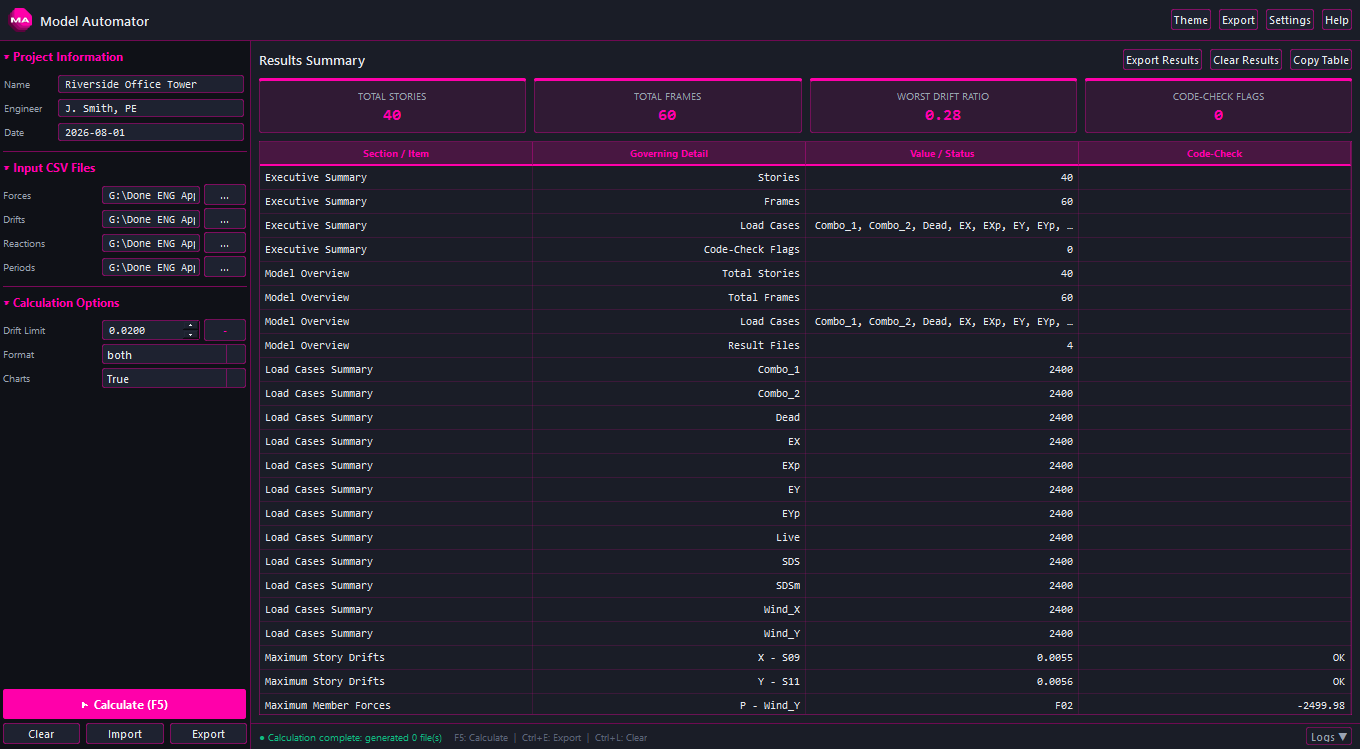 MA Model Automator Theme Export Settings Help
▾ Project Information
Name Riverside Office Tower
Engineer J. Smith, PE
Date 2026-08-01
▾ Input CSV Files
Forces G:\Done ENG Ap ...
Drifts G:\Done ENG Ap ...
Reactions G:\Done ENG Ap ...
Periods G:\Done ENG Ap ...
▾ Calculation Options
Drift Limit 0.0200 -
Format both
Charts True
▸ Calculate (F5)
Clear Import Export
Results Summary Export Results Clear Results Copy Table
TOTAL STORIES TOTAL FRAMES WORST DRIFT RATIO CODE-CHECK FLAGS
40 60 0.28 0
Section / Item Governing Detail Value / Status Code-Check
Executive Summary Stories 40
Executive Summary Frames 60
Executive Summary Load Cases Combo_1, Combo_2, Dead, EX, EXp, EY, EYp, …
Executive Summary Code-Check Flags 0
Model Overview Total Stories 40
Model Overview Total Frames 60
Model Overview Load Cases Combo_1, Combo_2, Dead, EX, EXp, EY, EYp, …
Model Overview Result Files 4
Load Cases Summary Combo_1 2400
Load Cases Summary Combo_2 2400
Load Cases Summary Dead 2400
Load Cases Summary EX 2400
Load Cases Summary EXp 2400
Load Cases Summary EY 2400
Load Cases Summary EYp 2400
Load Cases Summary Live 2400
Load Cases Summary SDS 2400
Load Cases Summary SDSm 2400
Load Cases Summary Wind_X 2400
Load Cases Summary Wind_Y 2400
Maximum Story Drifts X - S09 0.0055 OK
Maximum Story Drifts Y - S11 0.0056 OK
Maximum Member Forces P - Wind_Y F02 -2499.98
● Calculation complete: generated 0 file(s) F5: Calculate | Ctrl+E: Export | Ctrl+L: Clear Logs ▼